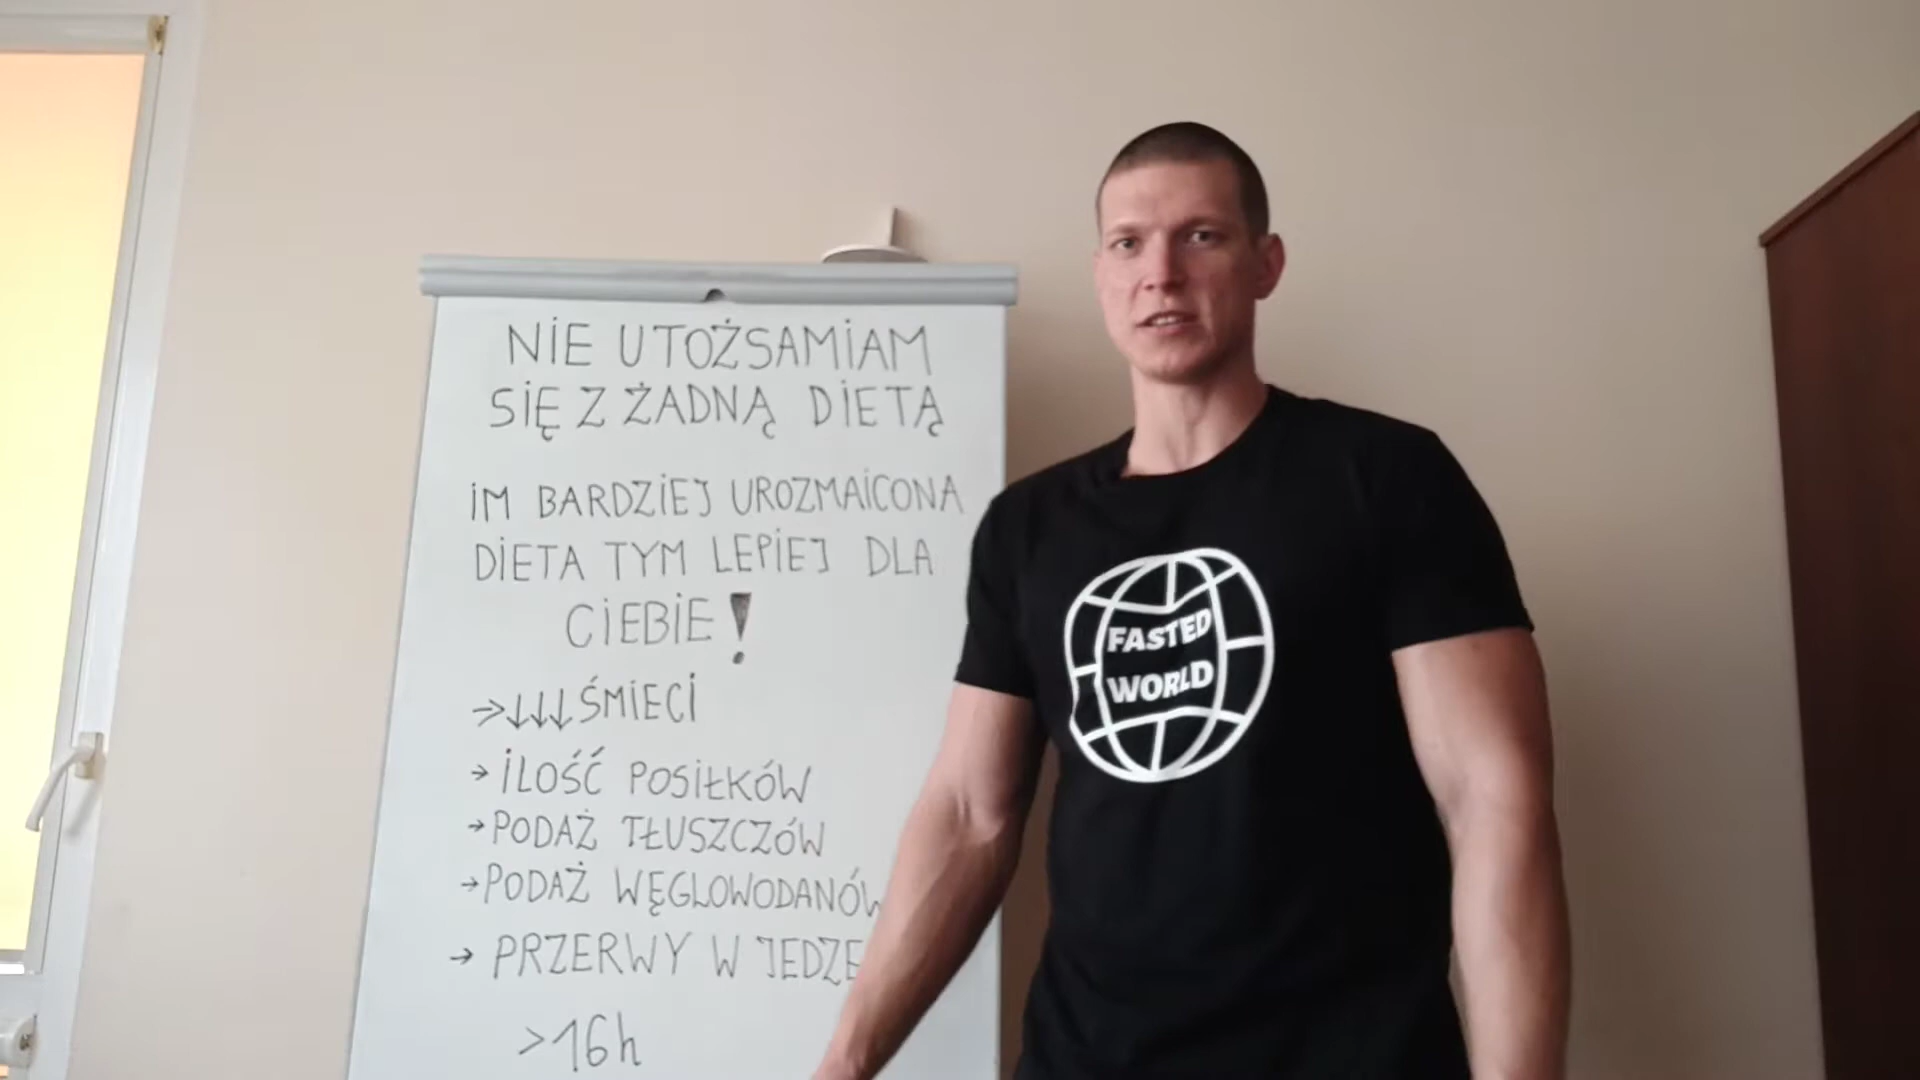 NIE UTOŻSAMIAM
SIĘ Z ŻADNĄ DIETĄ
IM BARDZIEJ UROZMAICONA
DIETA TYM LEPIEJ DLA
CIEBIE!
→↓↓↓ŚMIECI
→ILOŚĆ POSIŁKÓW
→PODAŻ TŁUSZCZÓW
→PODAŻ WĘGLOWODANÓW
→ PRZERWY W JEDZE
>16h
FASTED
WORLD